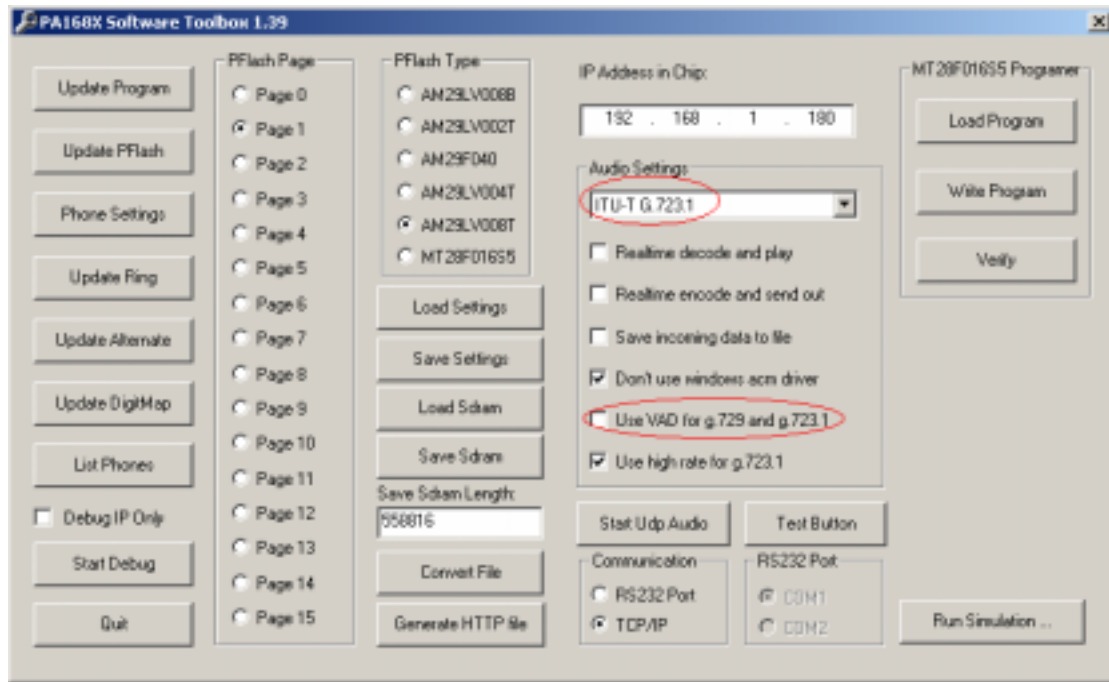 PA168X Software Toolbox 1.39
Update Program
Update PFlash
Phone Settings
Update Ring
Update Alternate
Update DigitMap
List Phones
Debug IP Only
Start Debug
Quit
PFlash Page
Page 0
Page 1
Page 2
Page 3
Page 4
Page 5
Page 6
Page 7
Page 8
Page 9
Page 10
Page 11
Page 12
Page 13
Page 14
Page 15
PFlash Type
AM29LV008B
AM29LV002T
AM29F040
AM29LV004T
AM29LV008T
MT28F016S5
Load Settings
Save Settings
Load Sdram
Save Sdram
Save Sdram Length:
558816
Convert File
Generate HTTP file
IP Address in Chip:
192 . 168 . 1 . 180
Audio Settings
ITU-T G.723.1
Realtime decode and play
Realtime encode and send out
Save incoming data to file
Don't use windows acm driver
Use VAD for g.729 and g.723.1
Use high rate for g.723.1
Start Udp Audio
Test Button
Communication
RS232 Port
TCP/IP
RS232 Port
COM1
COM2
MT28F016S5 Programer
Load Program
Write Program
Verify
Run Simulation ...